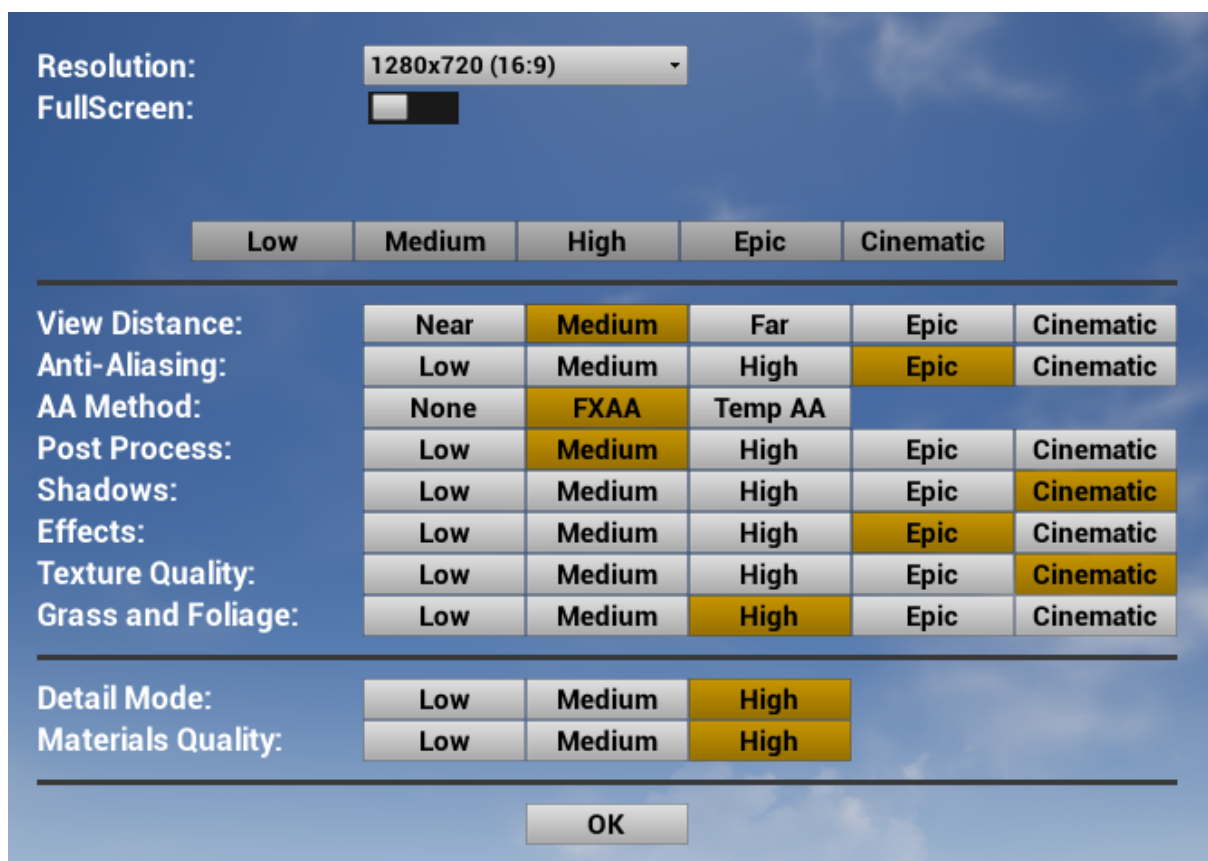 Resolution: 1280x720 (16:9)
FullScreen:
Low Medium High Epic Cinematic
View Distance: Near Medium Far Epic Cinematic
Anti-Aliasing: Low Medium High Epic Cinematic
AA Method: None FXAA Temp AA
Post Process: Low Medium High Epic Cinematic
Shadows: Low Medium High Epic Cinematic
Effects: Low Medium High Epic Cinematic
Texture Quality: Low Medium High Epic Cinematic
Grass and Foliage: Low Medium High Epic Cinematic
Detail Mode: Low Medium High
Materials Quality: Low Medium High
OK